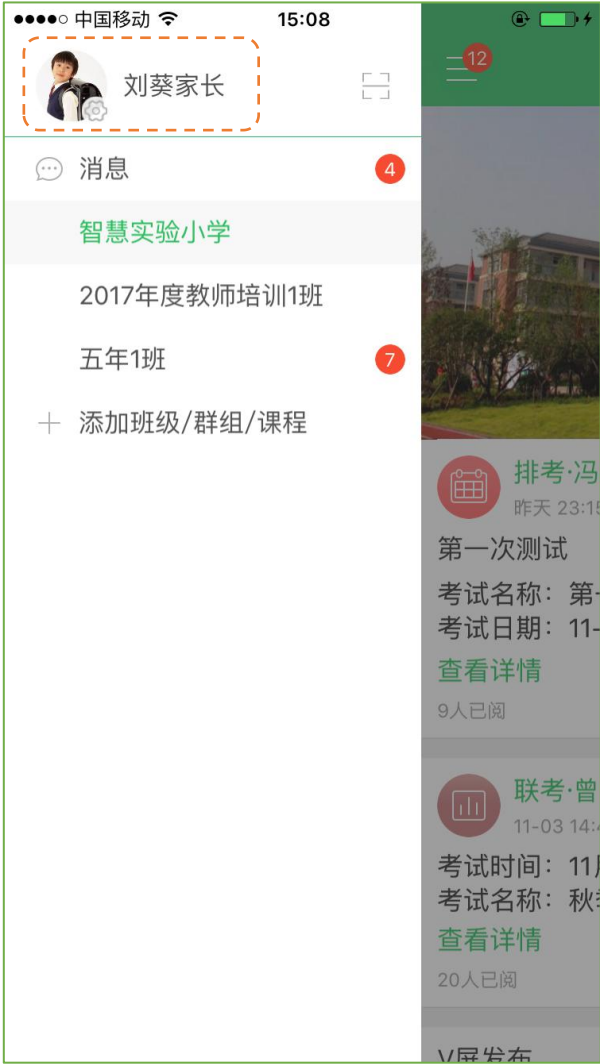 中国移动
15:08
刘葵家长
12
消息
4
智慧实验小学
2017年度教师培训1班
五年1班
7
添加班级/群组/课程
排考·冯
昨天 23:15
第一次测试
考试名称：第
考试日期：11-
查看详情
9人已阅
联考·曾
11-03 14:
考试时间：11
考试名称：秋
查看详情
20人已阅
V屏发布